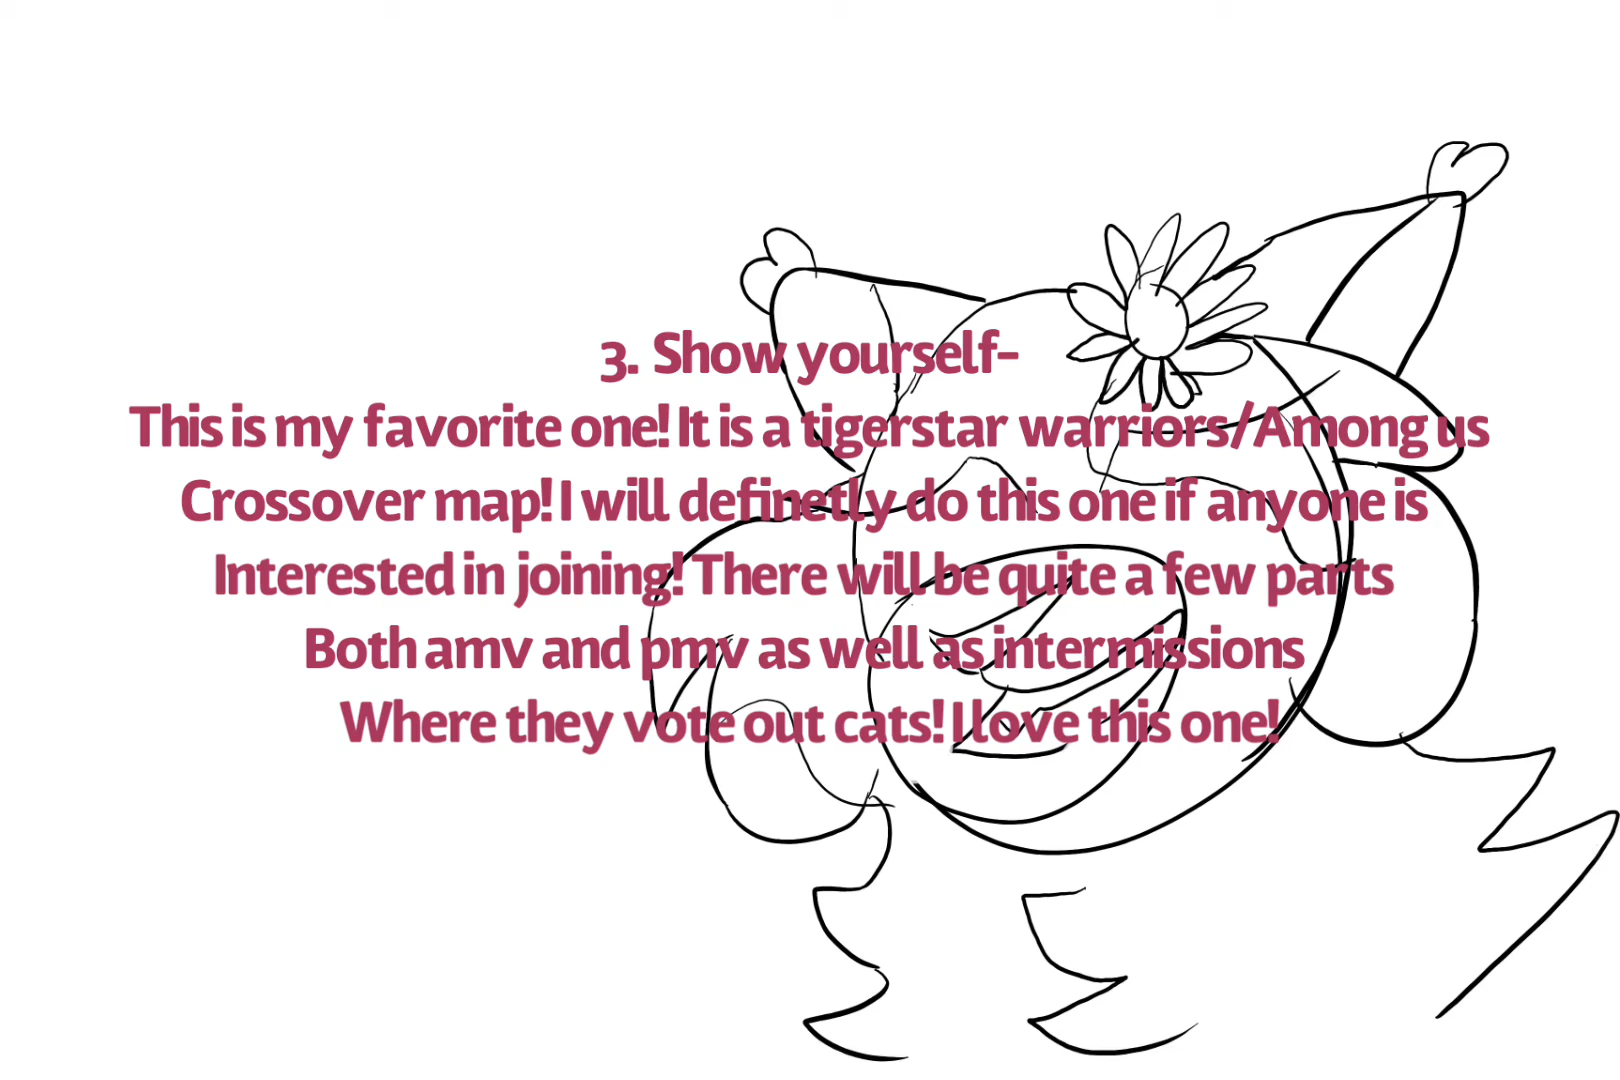 3. Show yourself-
This is my favorite one! It is a tigerstar warriors/Among us
Crossover map! I will definetly do this one if anyone is
Interested in joining! There will be quite a few parts
Both amv and pmv as well as intermissions
Where they vote out cats! I love this one!